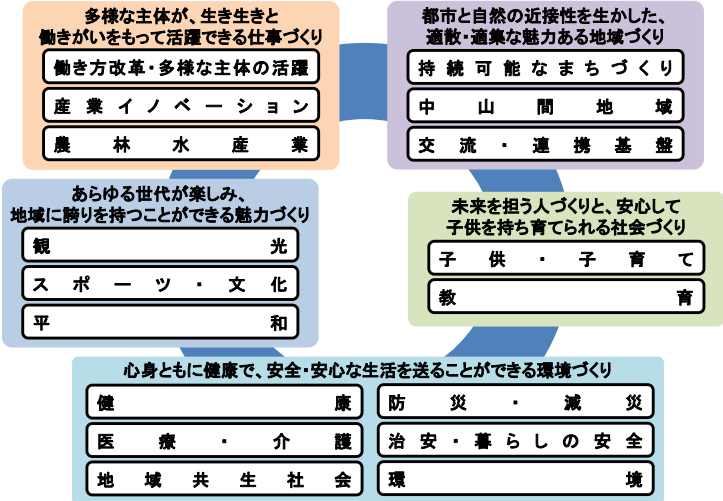 多様な主体が、生き生きと
働きがいをもって活躍できる仕事づくり
働き方改革・多様な主体の活躍
産業イノベーション
農林水産業
都市と自然の近接性を生かした、
適散・適集な魅力ある地域づくり
持続可能なまちづくり
中山間地域
交流・連携基盤
あらゆる世代が楽しみ、
地域に誇りを持つことができる魅力づくり
観光
スポーツ・文化
平和
未来を担う人づくりと、安心して
子供を持ち育てられる社会づくり
子供・子育て
教育
心身ともに健康で、安全・安心な生活を送ることができる環境づくり
健康
医療・介護
地域共生社会
防災・減災
治安・暮らしの安全
環境